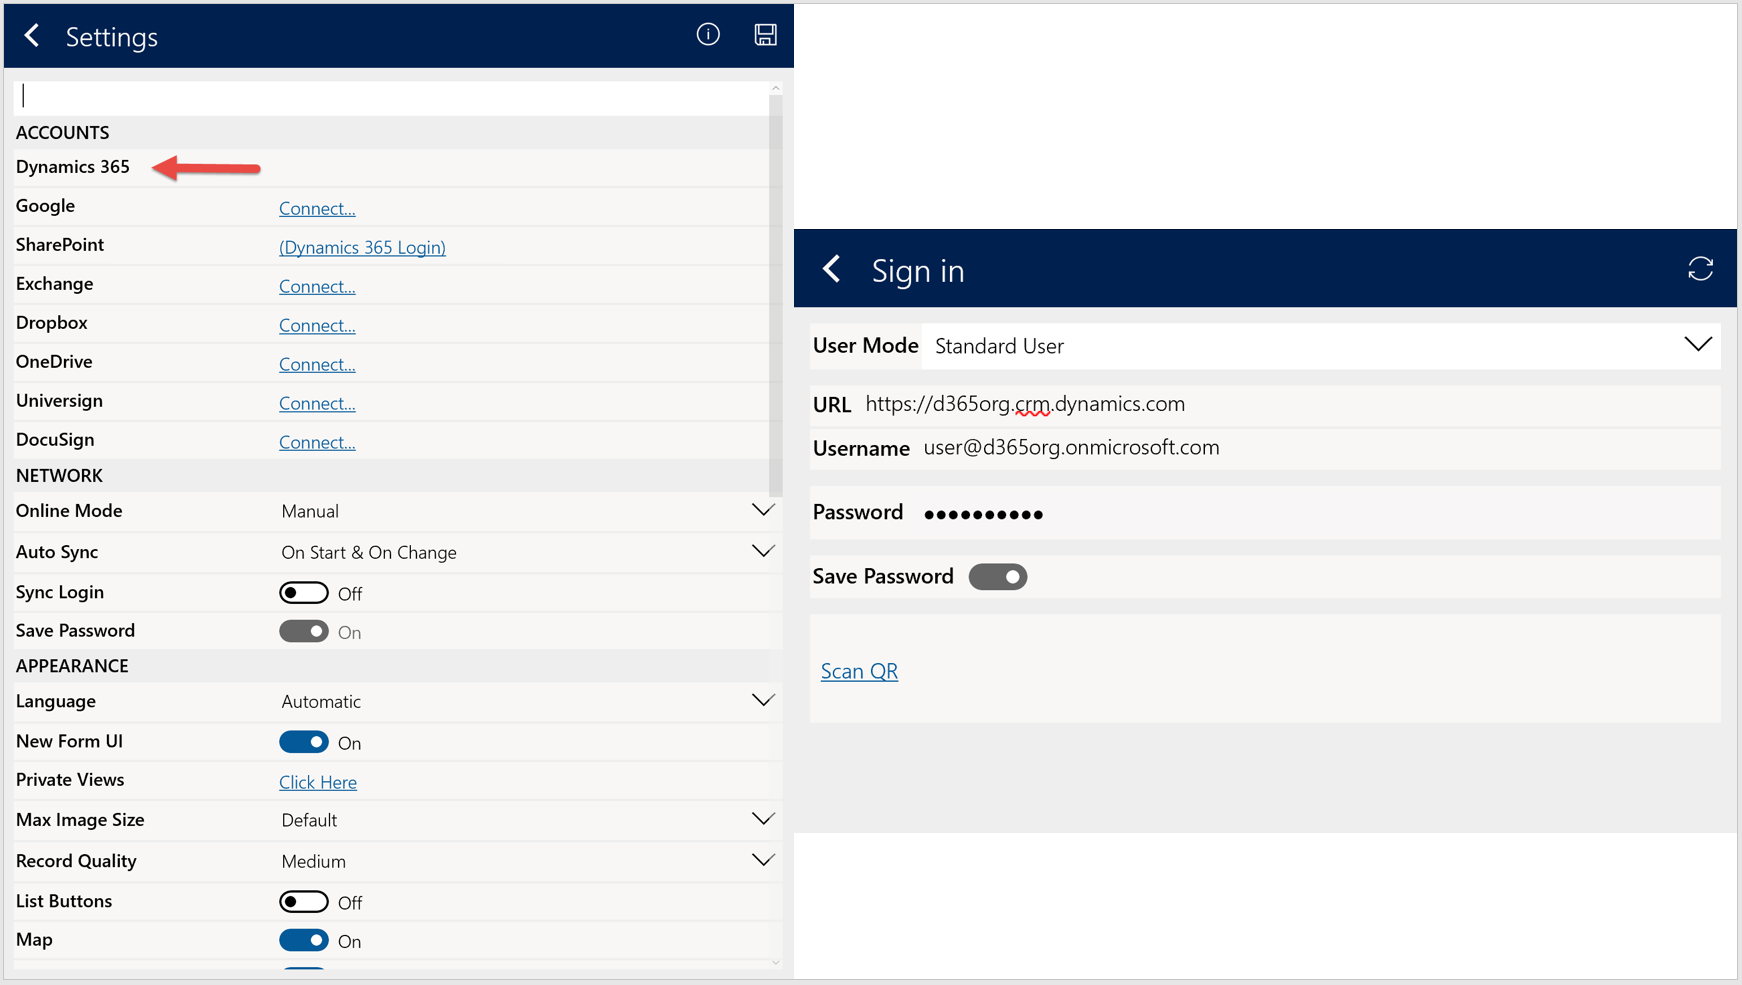 Settings
ACCOUNTS
Dynamics 365
Google Connect...
SharePoint (Dynamics 365 Login)
Exchange Connect...
Dropbox Connect...
OneDrive Connect...
Universign Connect...
DocuSign Connect...
NETWORK
Online Mode Manual
Auto Sync On Start & On Change
Sync Login Off
Save Password On
APPEARANCE
Language Automatic
New Form UI On
Private Views Click Here
Max Image Size Default
Record Quality Medium
List Buttons Off
Map On
Sign in
User Mode Standard User
URL https://d365org.crm.dynamics.com
Username user@d365org.onmicrosoft.com
Password ●●●●●●●●●●
Save Password
Scan QR